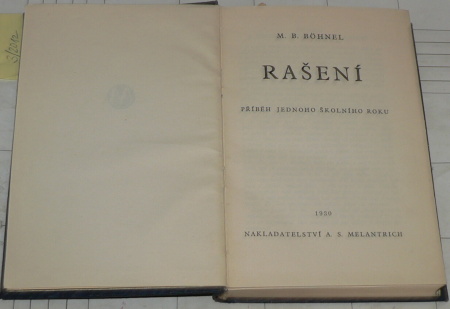 M. B. BÖHNEL
RAŠENÍ
PŘÍBĚH JEDNOHO ŠKOLNÍHO ROKU
1939
NAKLADATELSTVÍ A. S. MELANTRICH